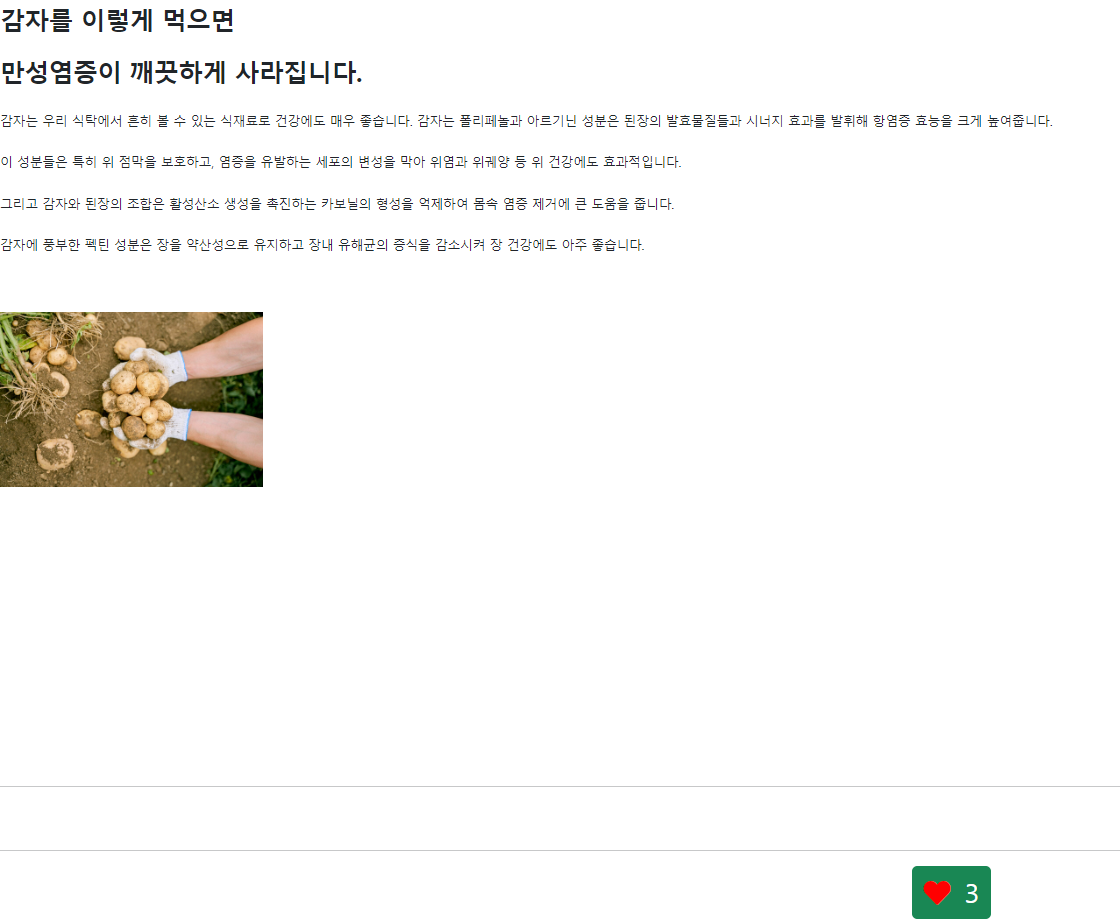 감자를 이렇게 먹으면
만성염증이 깨끗하게 사라집니다.
감자는 우리 식탁에서 흔히 볼 수 있는 식재료로 건강에도 매우 좋습니다. 감자는 폴리페놀과 아르기닌 성분은 된장의 발효물질들과 시너지 효과를 발휘해 항염증 효능을 크게 높여줍니다.
이 성분들은 특히 위 점막을 보호하고, 염증을 유발하는 세포의 변성을 막아 위염과 위궤양 등 위 건강에도 효과적입니다.
그리고 감자와 된장의 조합은 활성산소 생성을 촉진하는 카보닐의 형성을 억제하여 몸속 염증 제거에 큰 도움을 줍니다.
감자에 풍부한 펙틴 성분은 장을 약산성으로 유지하고 장내 유해균의 증식을 감소시켜 장 건강에도 아주 좋습니다.
3